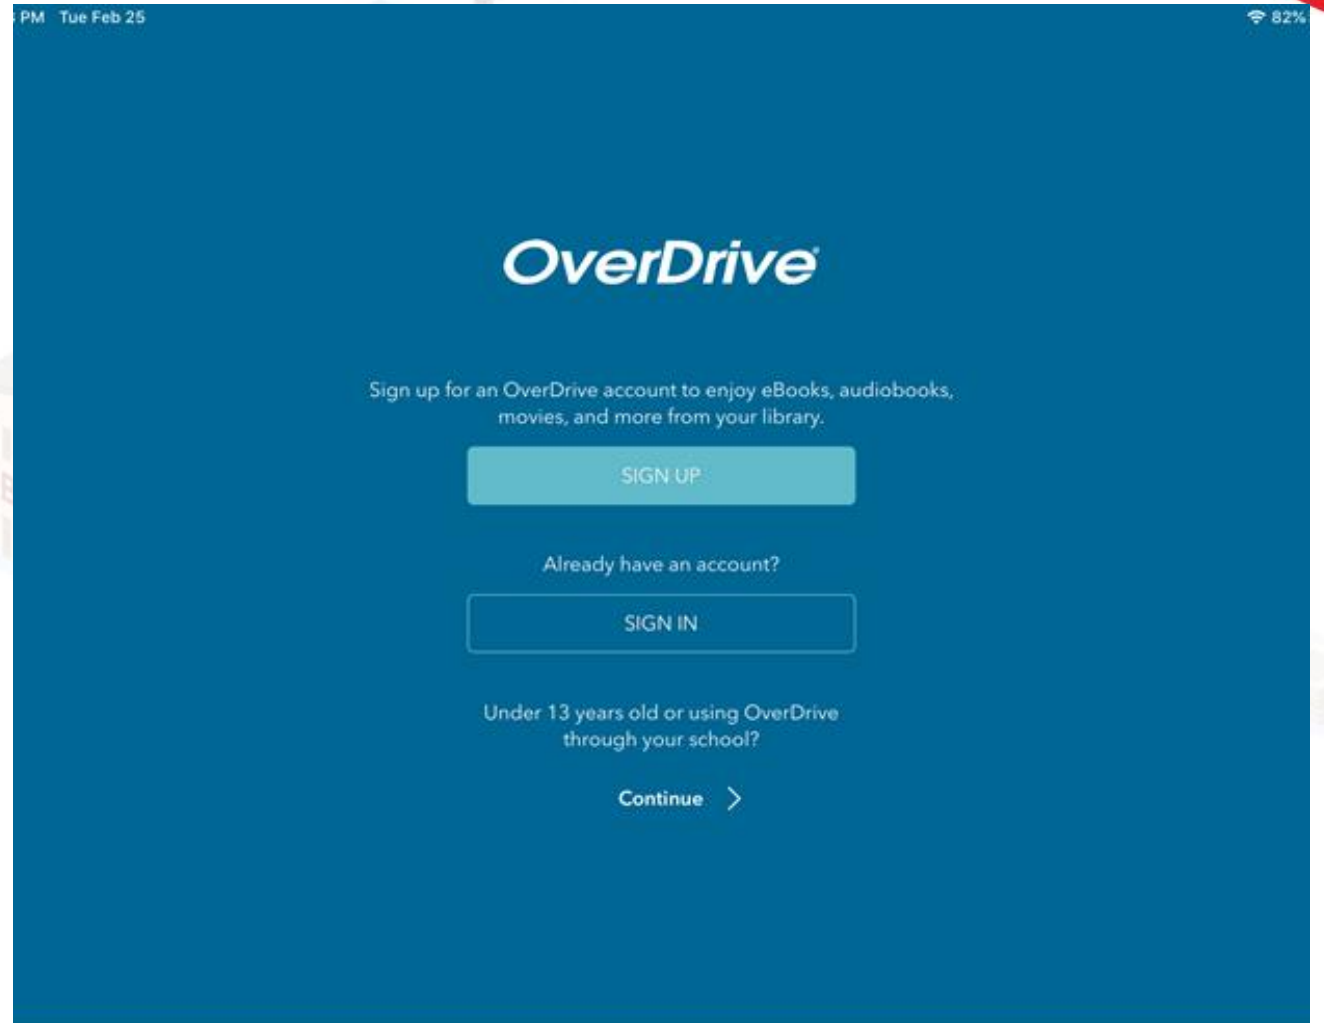 PM Tue Feb 25
82%
OverDrive
Sign up for an OverDrive account to enjoy eBooks, audiobooks,
movies, and more from your library.
SIGN UP
Already have an account?
SIGN IN
Under 13 years old or using OverDrive
through your school?
Continue